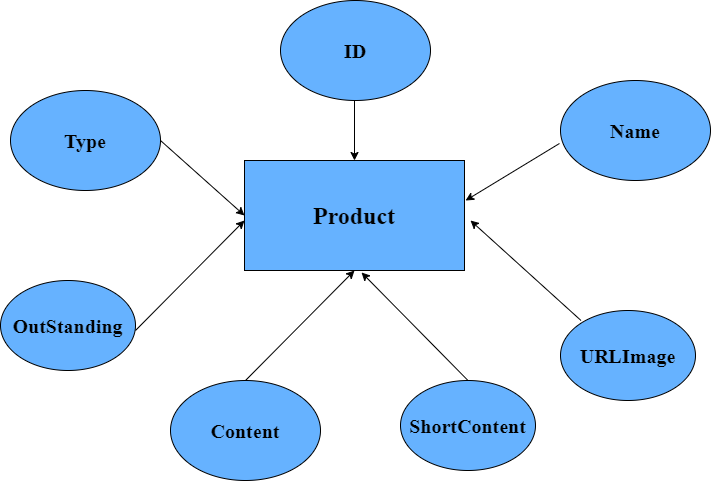 ID
Type
Name
Product
OutStanding
URLImage
Content
ShortContent